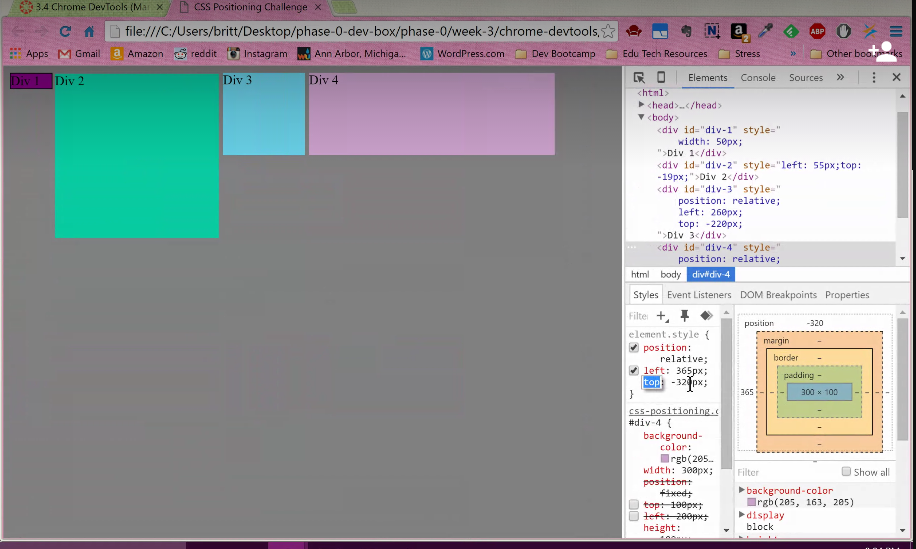 3.4 Chrome DevTools (Ma
CSS Positioning Challenge
file:///C:/Users/britt/Desktop/phase-0-dev-box/phase-0/week-3/chrome-devtools,
Apps
Gmail
Amazon
reddit
Instagram
Ann Arbor, Michiga...
WordPress.com
Dev Bootcamp
Edu Tech Resources
Stress
»
Other bookmarks
Div 1
Div 2
Div 3
Div 4
Elements
Console
Sources
»
<html>
<head>…</head>
<body>
<div id="div-1" style="
width: 50px;
">Div 1</div>
<div id="div-2" style="left: 55px;top:
-19px;">Div 2</div>
<div id="div-3" style="
position: relative;
left: 260px;
top: -220px;
">Div 3</div>
<div id="div-4" style="
position: relative;
html
body
div#div-4
Styles
Event Listeners
DOM Breakpoints
Properties
Filte
element.style {
position:
relative;
left: 365px;
top: -320px;
}
css-positioning.c
#div-4 {
background-
color:
rgb(205…
width: 300px;
position:
fixed;
top: 100px;
left: 200px;
height:
position
-320
margin
–
border
–
padding
–
365
–
–
–
300 × 100
–
–
–
–
–
–
Filter
Show all
background-color
rgb(205, 163, 205)
display
block